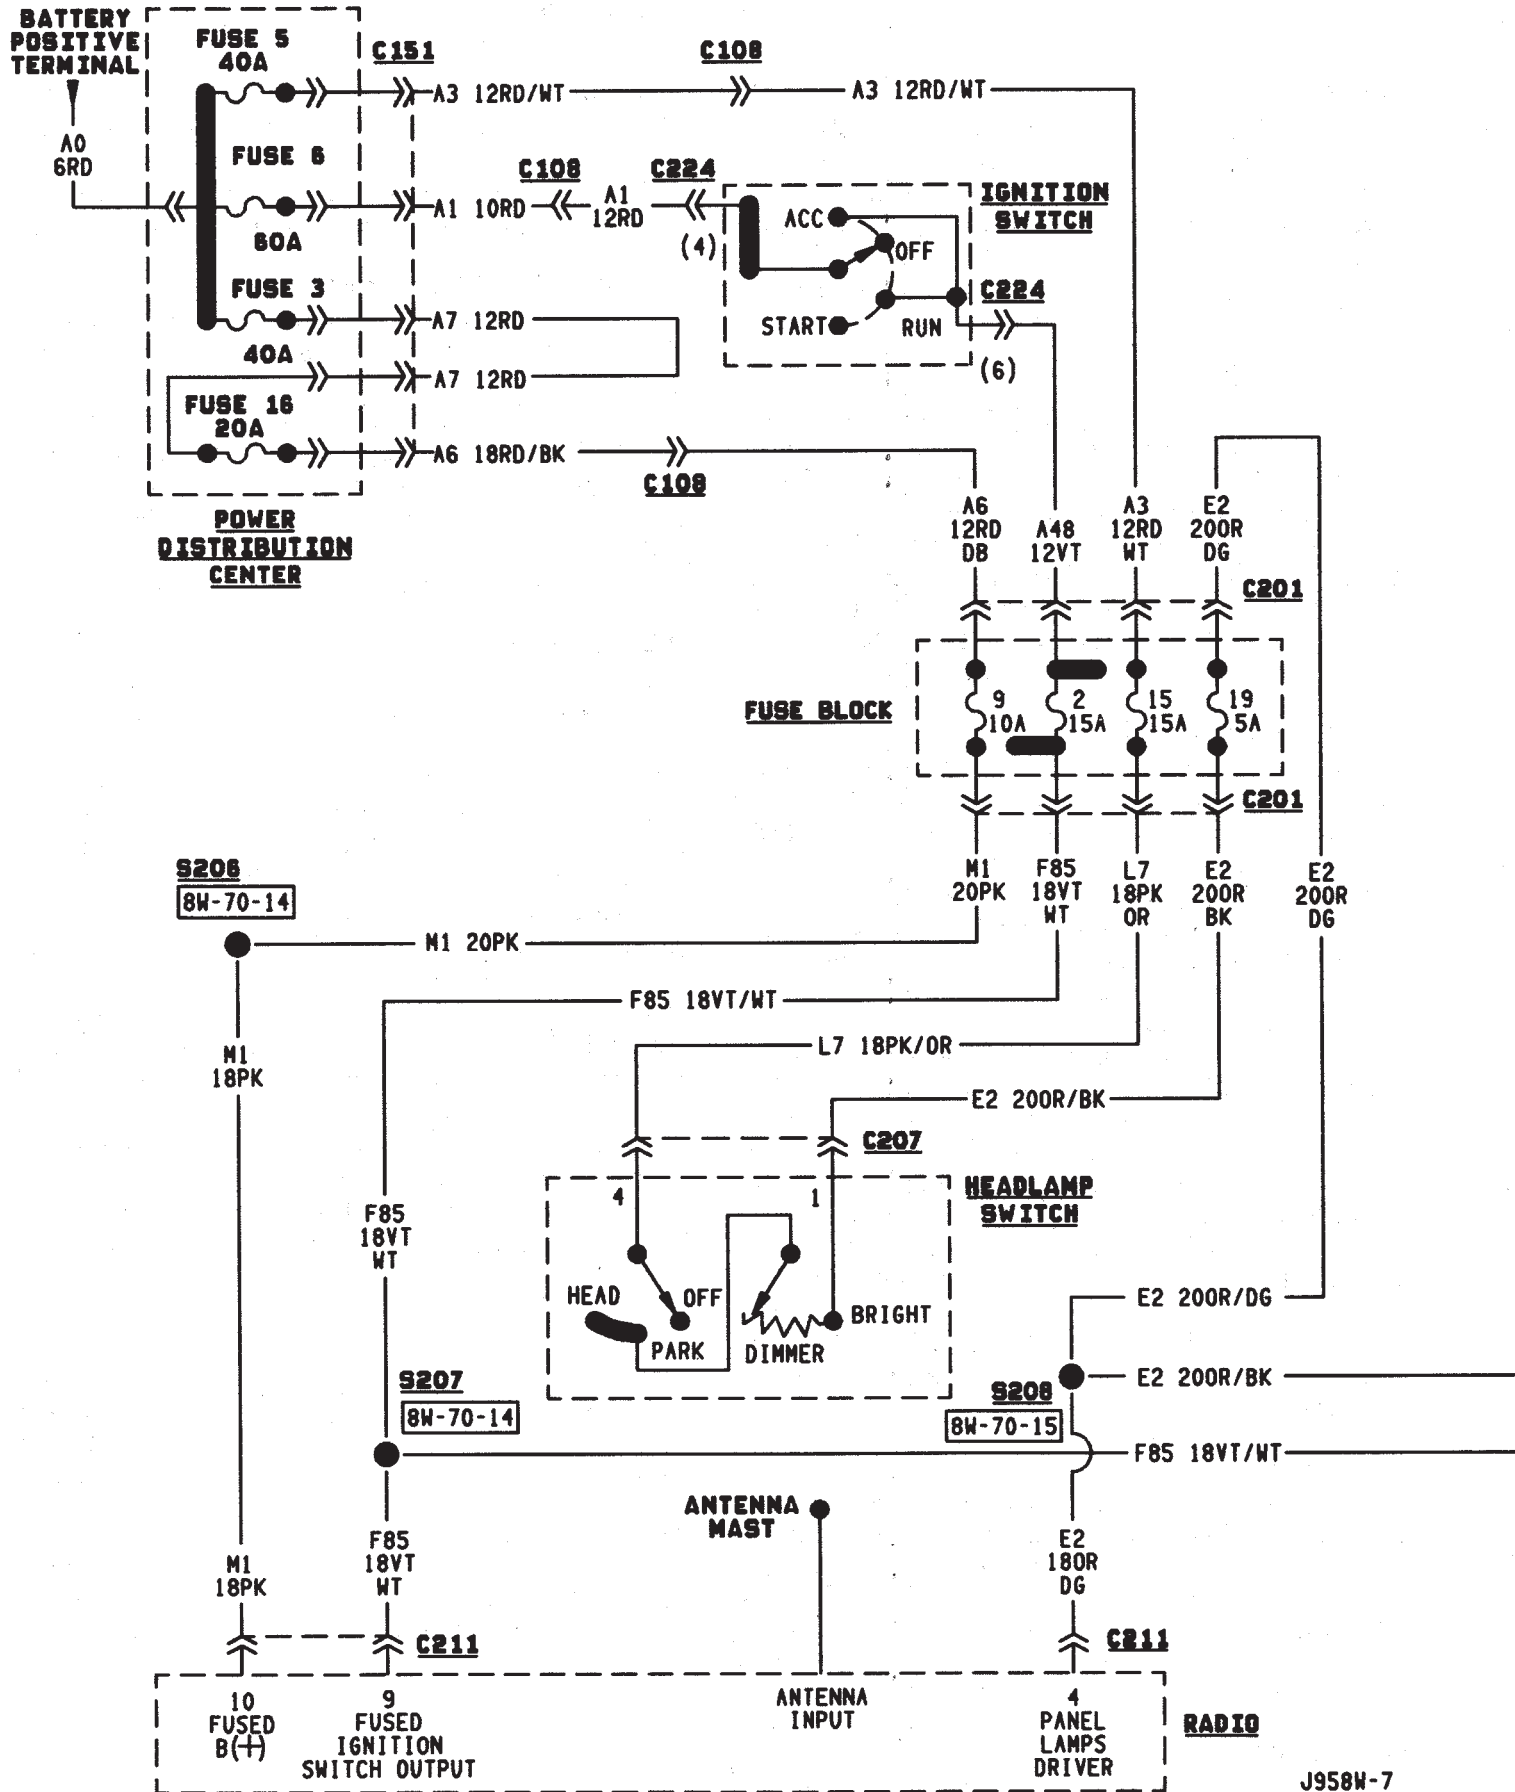 BATTERY
POSITIVE
TERMINAL
A0
6RD
FUSE 5
40A
C151
C108
A3 12RD/WT
A3 12RD/WT
FUSE 6
60A
A1 10RD
C108
A1
12RD
C224
(4)
IGNITION
SWITCH
ACC
OFF
START
RUN
C224
(6)
FUSE 3
40A
A7 12RD
A7 12RD
FUSE 16
20A
A6 18RD/BK
C108
POWER
DISTRIBUTION
CENTER
A6
12RD
DB
A48
12VT
A3
12RD
WT
E2
20OR
DG
C201
FUSE BLOCK
9
10A
2
15A
15
15A
19
5A
C201
M1
20PK
F85
18VT
WT
L7
18PK
OR
E2
20OR
BK
E2
20OR
DG
S206
8W-70-14
M1 20PK
F85 18VT/WT
L7 18PK/OR
E2 20OR/BK
M1
18PK
C207
4
1
HEADLAMP
SWITCH
F85
18VT
WT
HEAD
OFF
PARK
DIMMER
BRIGHT
E2 20OR/DG
S207
8W-70-14
S208
8W-70-15
E2 20OR/BK
F85 18VT/WT
ANTENNA
MAST
M1
18PK
F85
18VT
WT
E2
18OR
DG
C211
C211
10
FUSED
B(+)
9
FUSED
IGNITION
SWITCH OUTPUT
ANTENNA
INPUT
4
PANEL
LAMPS
DRIVER
RADIO
J958W-7